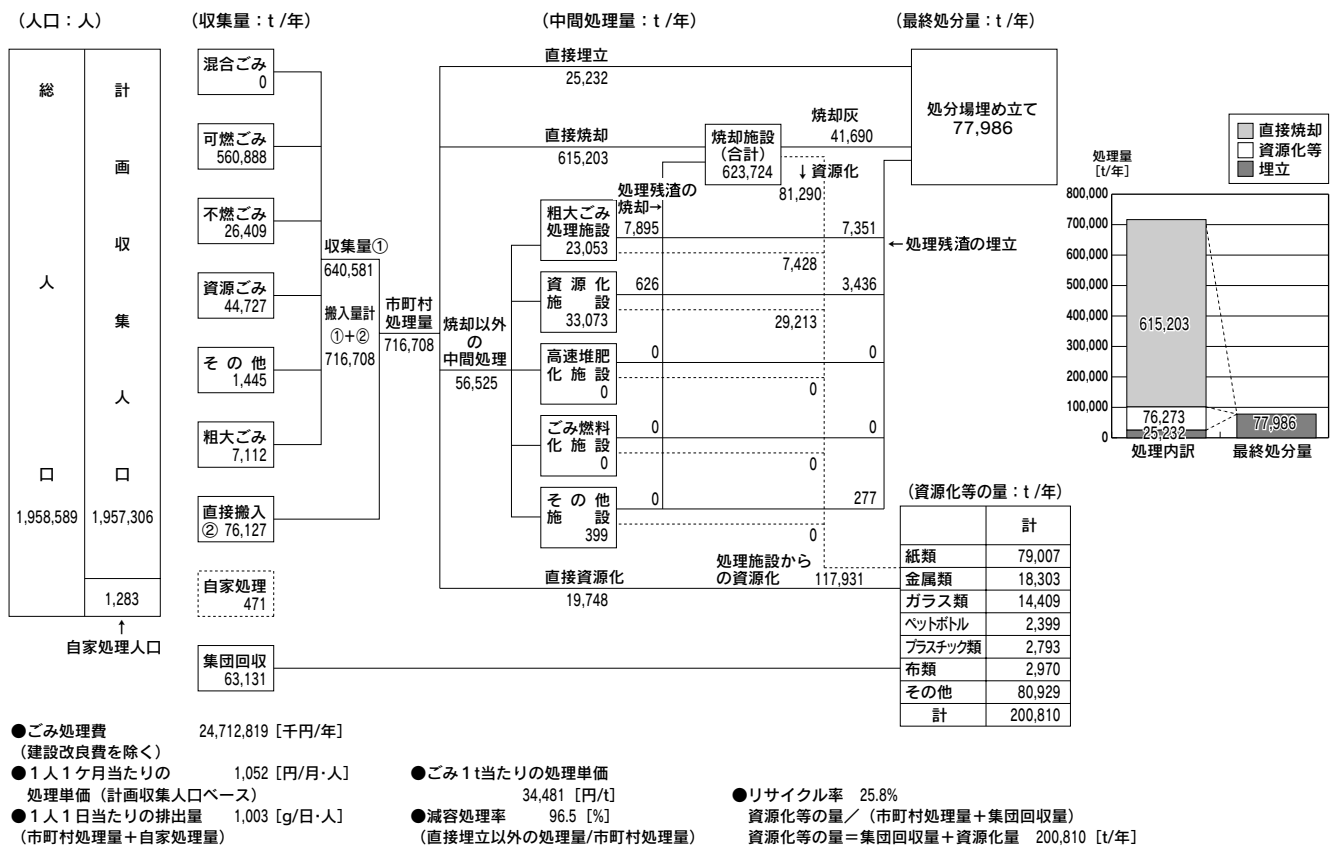 （人口：人）
（収集量：t /年）
（中間処理量：t /年）
（最終処分量：t /年）
総人口
1,958,589
計画収集人口
1,957,306
1,283
↑
自家処理人口
混合ごみ
0
可燃ごみ
560,888
不燃ごみ
26,409
資源ごみ
44,727
その他
1,445
粗大ごみ
7,112
直接搬入
② 76,127
自家処理
471
集団回収
63,131
収集量①
640,581
搬入量計
①+②
716,708
市町村
処理量
716,708
直接埋立
25,232
直接焼却
615,203
焼却以外
の
中間処理
56,525
直接資源化
19,748
焼却施設
（合計）
623,724
焼却灰
41,690
↓資源化
81,290
処理残渣の
焼却→
粗大ごみ
処理施設
23,053
7,895
7,351
7,428
←処理残渣の埋立
資源化
施設
33,073
626
3,436
29,213
高速堆肥
化施設
0
0
0
0
ごみ燃料
化施設
0
0
0
0
その他
施設
399
0
277
0
処理施設から
の資源化
117,931
処分場埋め立て
77,986
直接焼却
資源化等
埋立
処理量
[t/年]
800,000
700,000
600,000
500,000
400,000
300,000
200,000
100,000
0
615,203
76,273
25,232
77,986
処理内訳
最終処分量
（資源化等の量：t /年）
計
紙類 79,007
金属類 18,303
ガラス類 14,409
ペットボトル 2,399
プラスチック類 2,793
布類 2,970
その他 80,929
計 200,810
●ごみ処理費 24,712,819［千円/年］
（建設改良費を除く）
●１人１ケ月当たりの 1,052［円/月·人］
処理単価（計画収集人口ベース）
●１人１日当たりの排出量 1,003［g/日·人］
（市町村処理量＋自家処理量）
●ごみ１t当たりの処理単価
34,481［円/t］
●減容処理率 96.5［%］
（直接埋立以外の処理量/市町村処理量）
●リサイクル率 25.8%
資源化等の量／（市町村処理量＋集団回収量）
資源化等の量＝集団回収量＋資源化量 200,810［t/年］